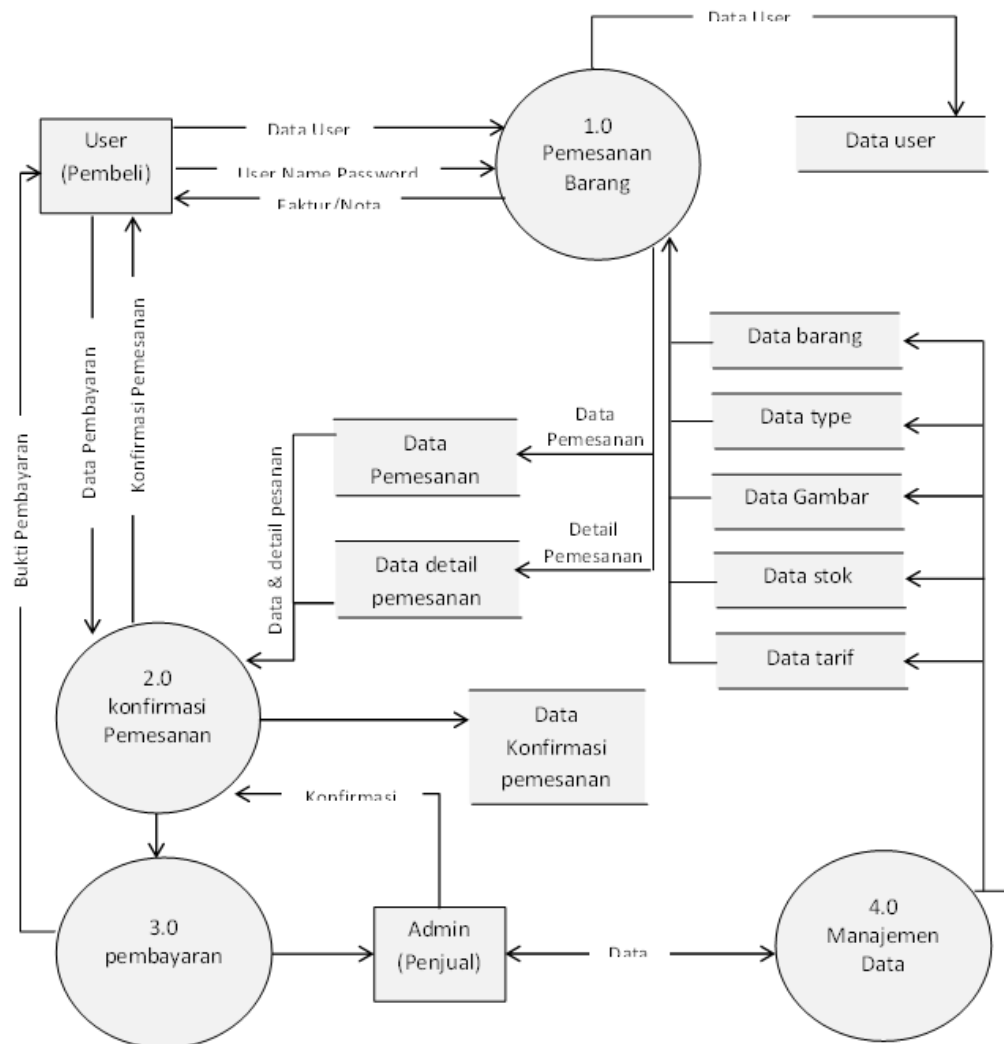 Data User
User
(Pembeli)
Data User
User Name Password
Faktur/Nota
1.0
Pemesanan
Barang
Data user
Bukti Pembayaran
Data Pembayaran
Konfirmasi Pemesanan
Data & detail pesanan
Data
Pemesanan
Data
Pemesanan
Data detail
pemesanan
Detail
Pemesanan
Data barang
Data type
Data Gambar
Data stok
Data tarif
2.0
konfirmasi
Pemesanan
Data
Konfirmasi
pemesanan
Konfirmasi
3.0
pembayaran
Admin
(Penjual)
Data
4.0
Manajemen
Data